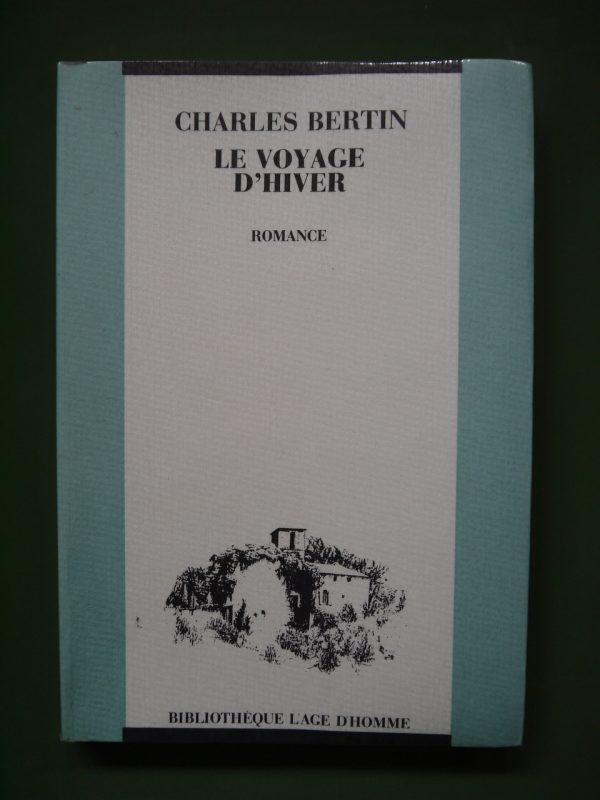 CHARLES BERTIN
LE VOYAGE
D'HIVER
ROMANCE
BIBLIOTHÈQUE L'AGE D'HOMME